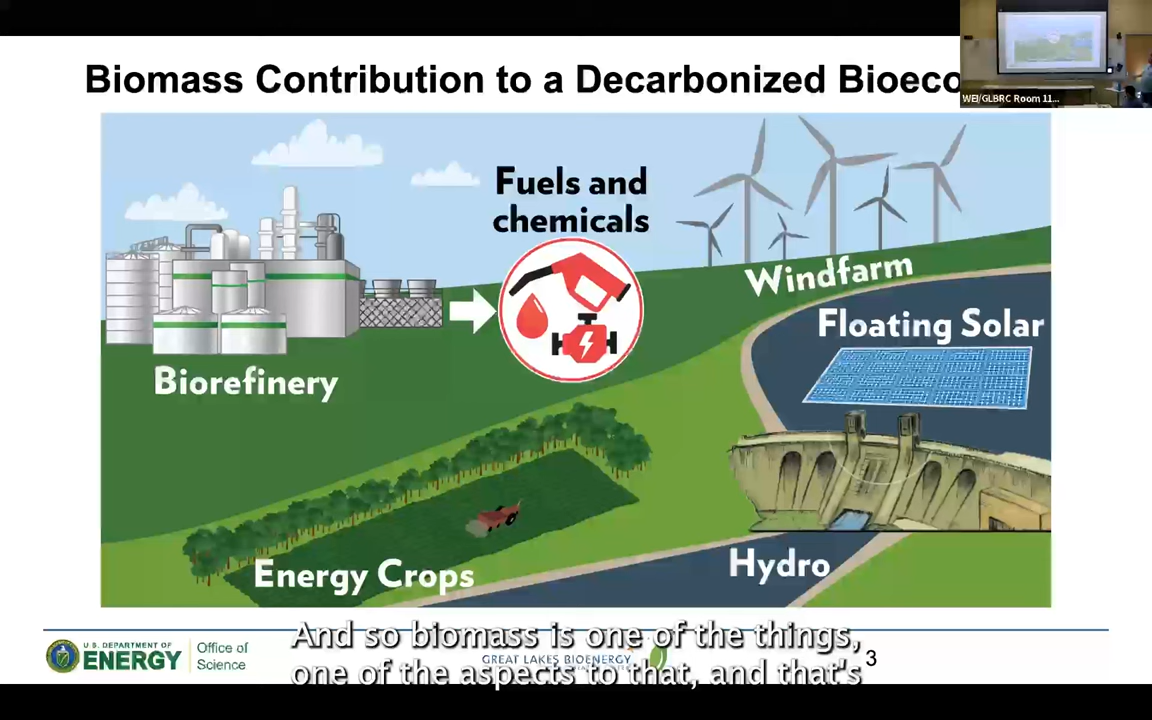 Biomass Contribution to a Decarbonized Bioeco
WEI/GLBRC Room 11...
Fuels and
chemicals
Windfarm
Floating Solar
Biorefinery
Energy Crops
Hydro
U.S. DEPARTMENT OF
ENERGY
Office of
Science
GREAT LAKES BIOENERGY
3
And so biomass is one of the things,
one of the aspects to that, and that's